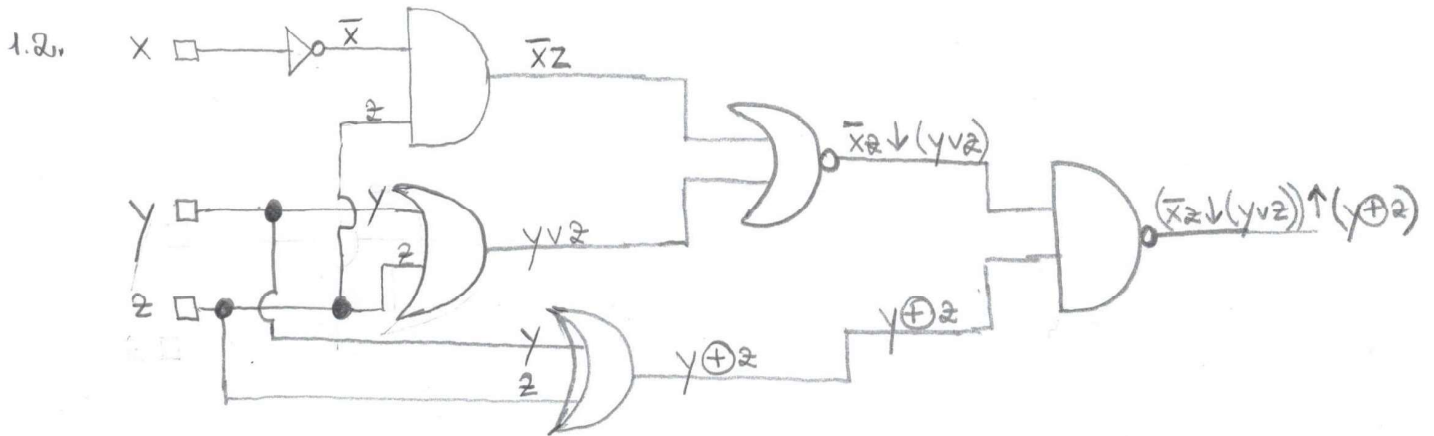 1.2.
x
x̄
x̄z
z
x̄z↓(y∨z)
(x̄z↓(y∨z))↑(y⊕z)
y
y
z
y∨z
z
y⊕z
y
z
y⊕z